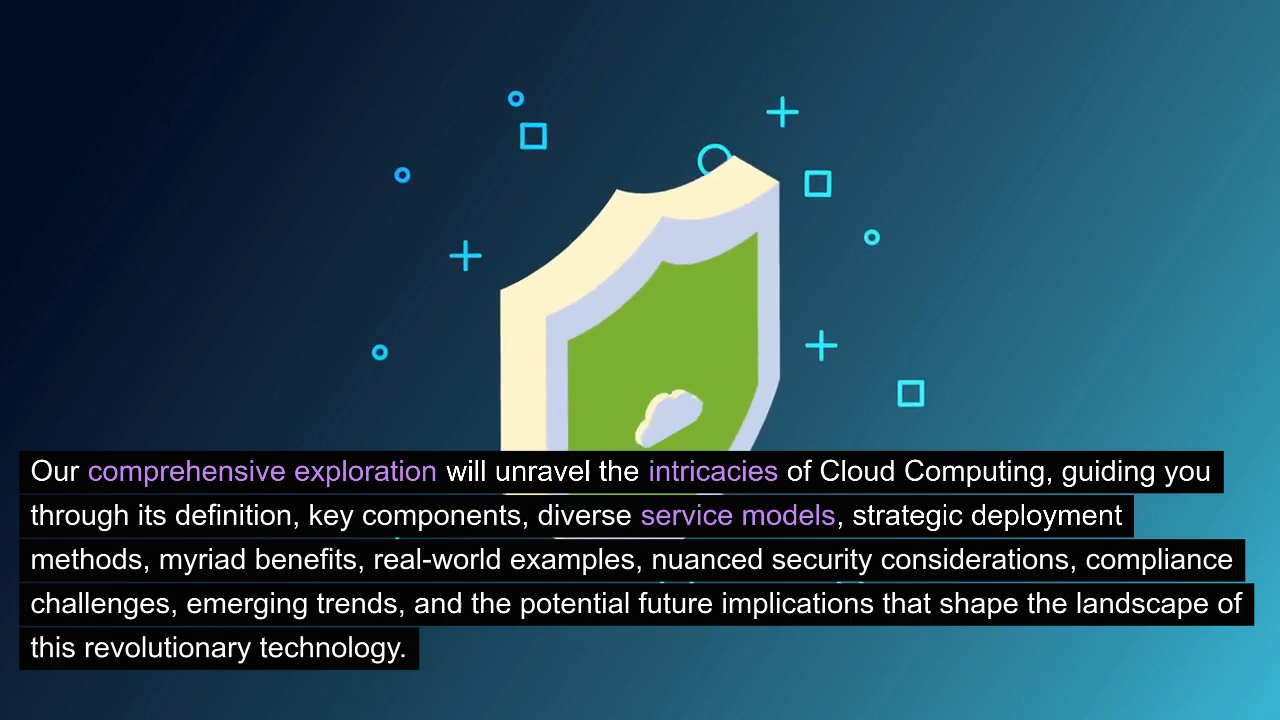 Our comprehensive exploration will unravel the intricacies of Cloud Computing, guiding you
through its definition, key components, diverse service models, strategic deployment
methods, myriad benefits, real-world examples, nuanced security considerations, compliance
challenges, emerging trends, and the potential future implications that shape the landscape of
this revolutionary technology.